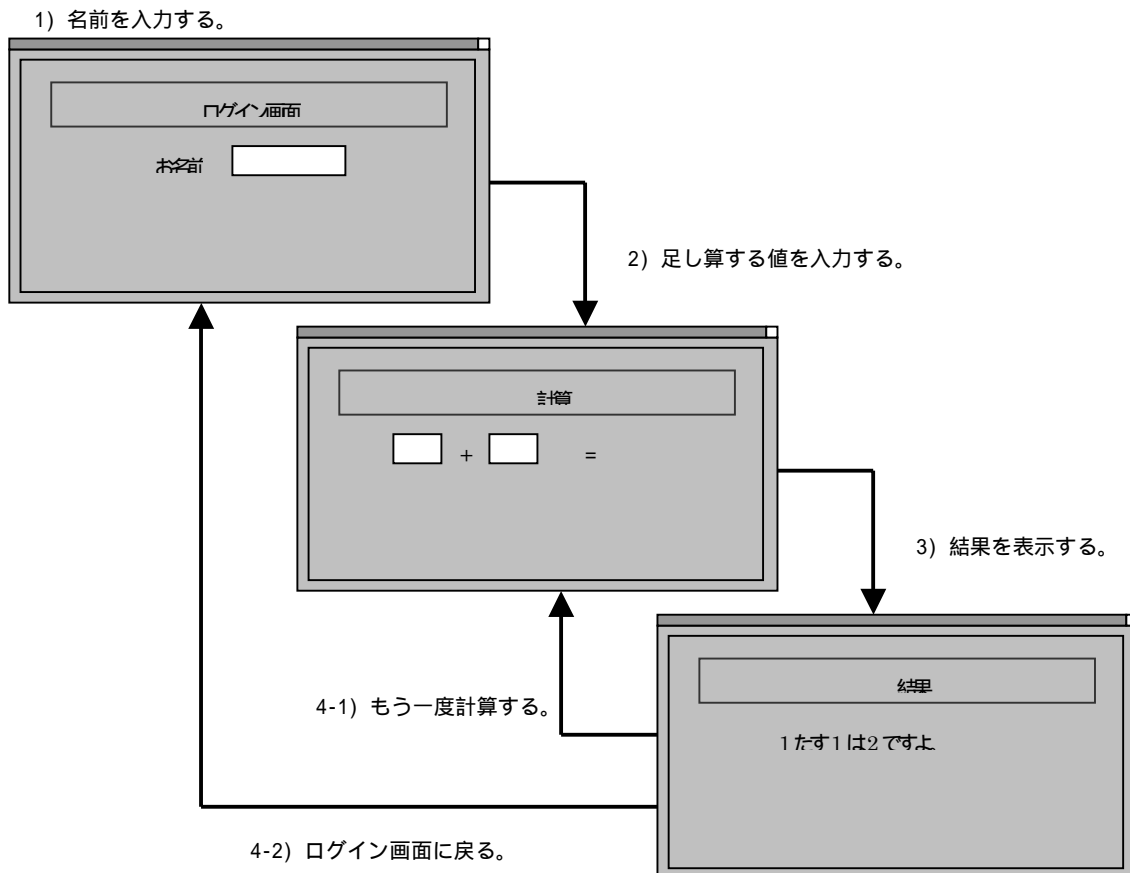 1) 名前を入力する。
ログイン画面
お名前
2) 足し算する値を入力する。
計算
+ =
3) 結果を表示する。
結果
1たす1は2ですよ。
4-1) もう一度計算する。
4-2) ログイン画面に戻る。